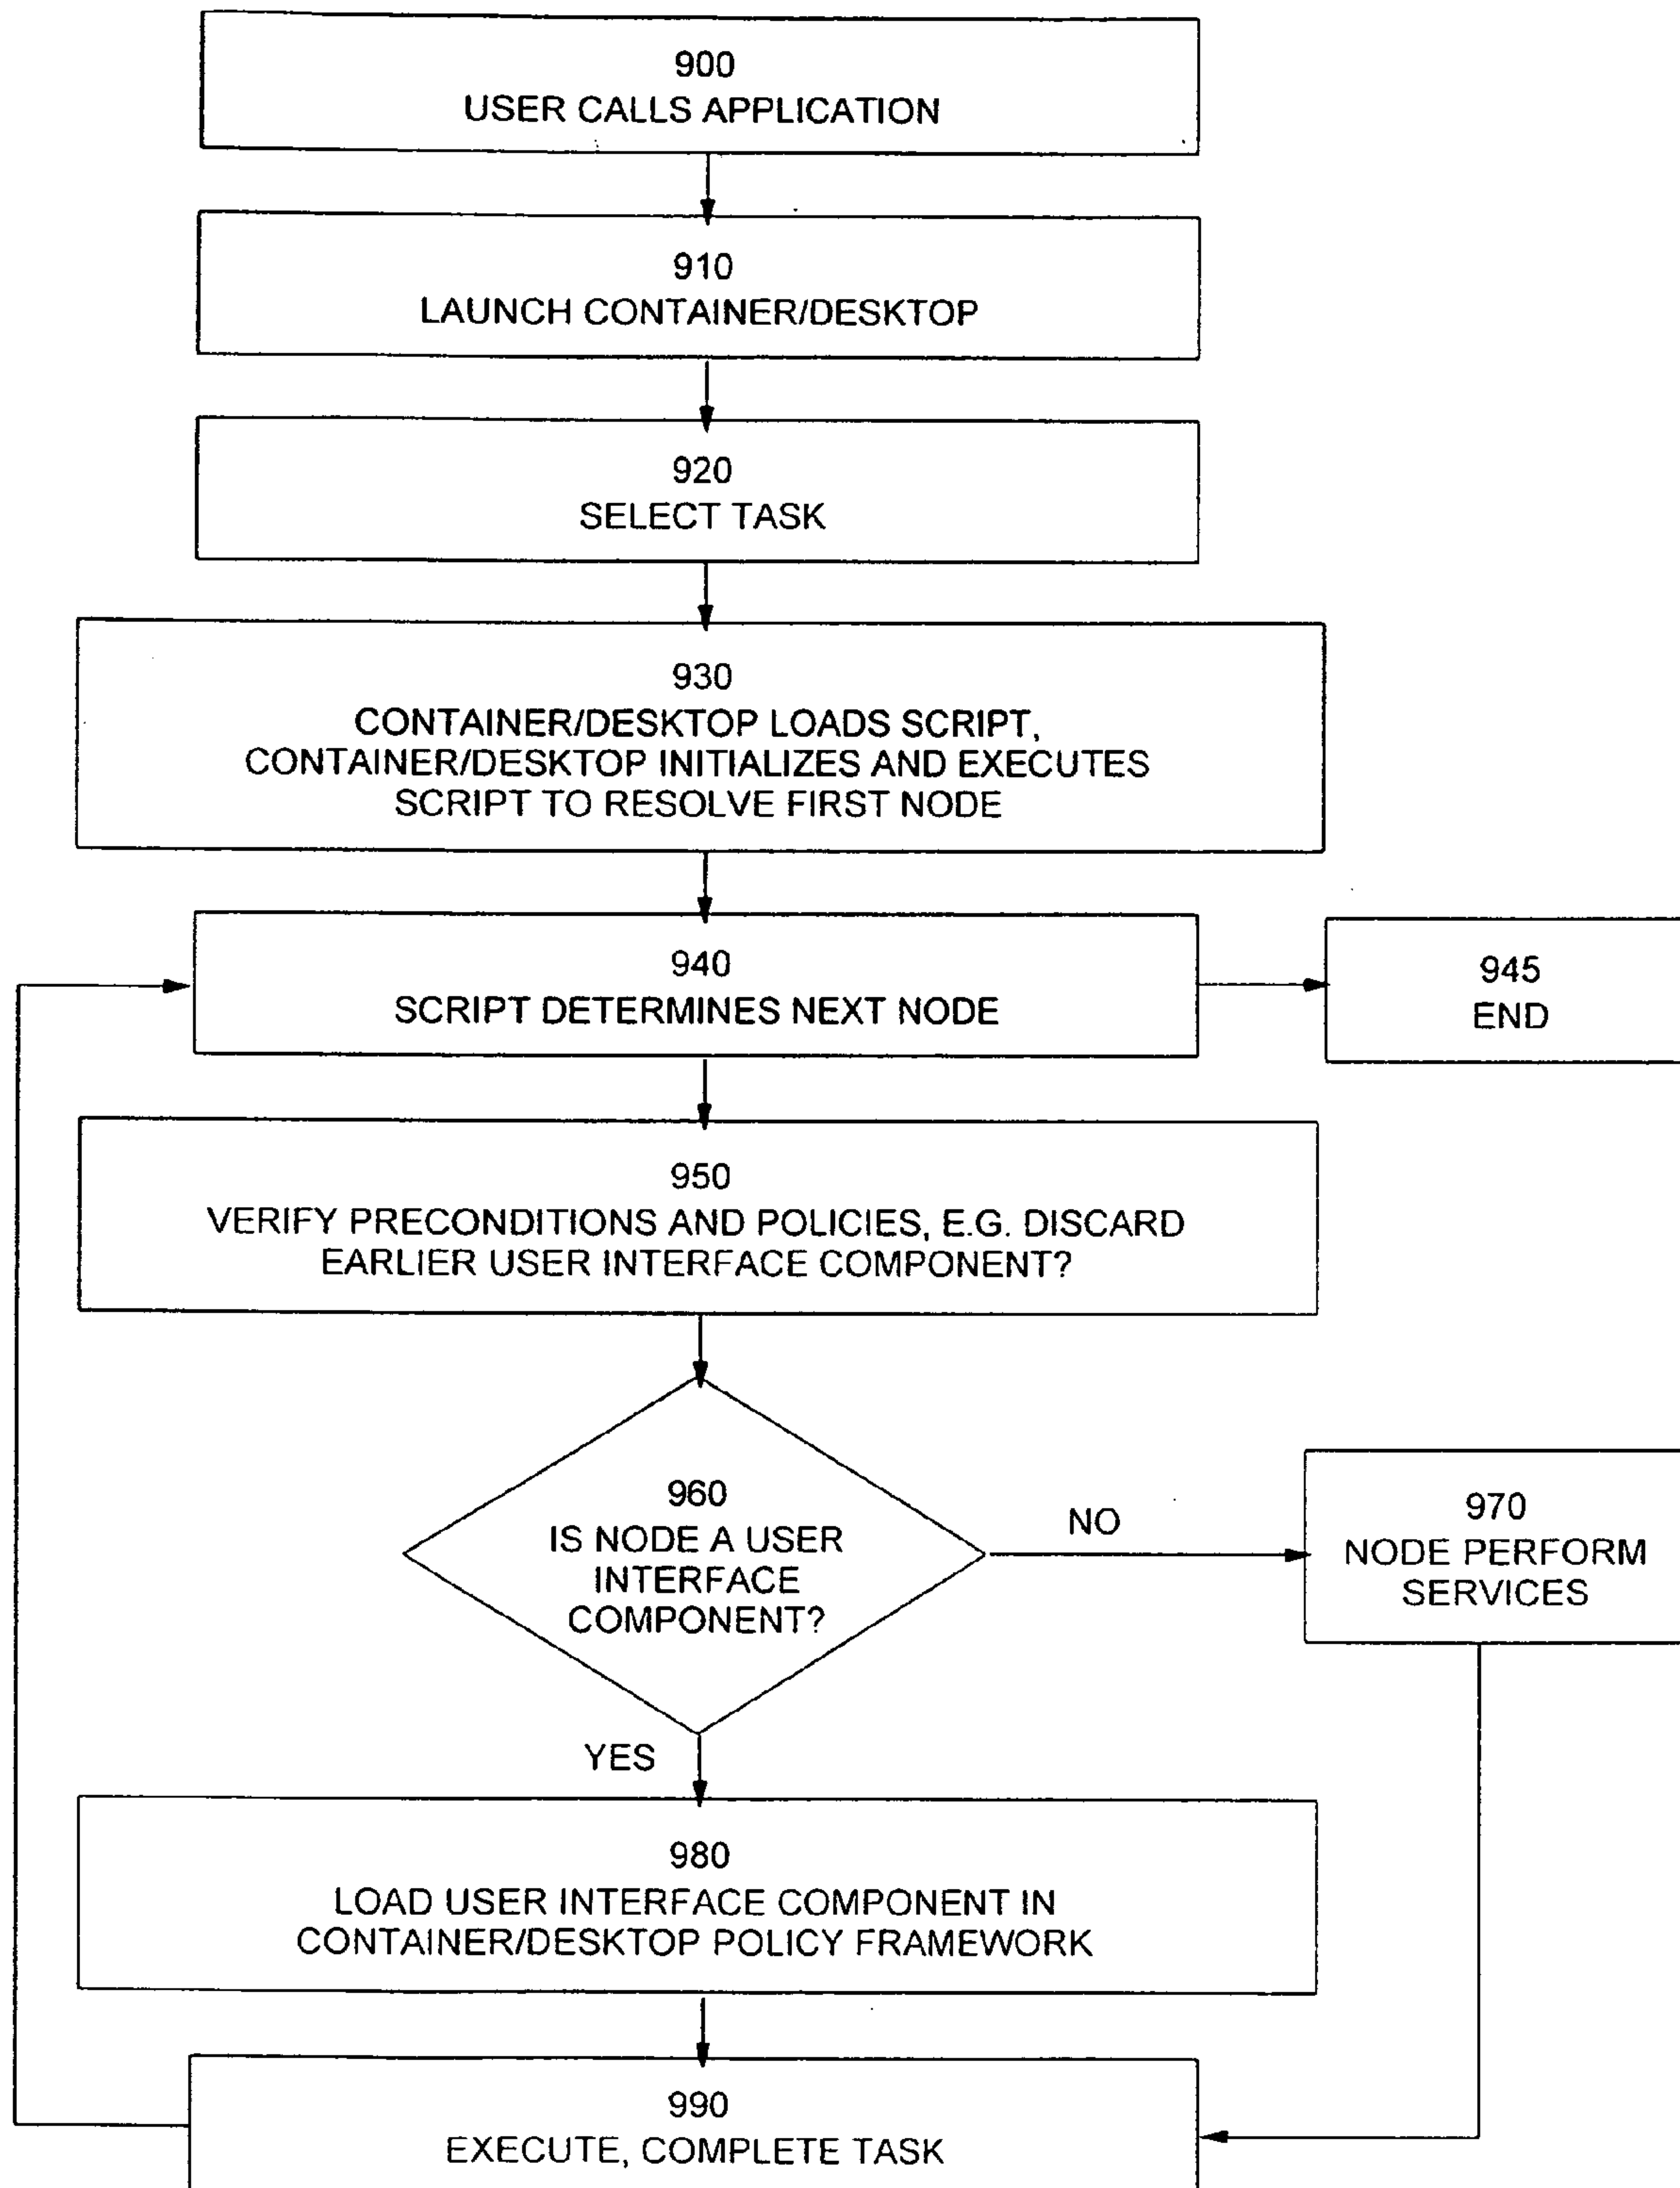 900
USER CALLS APPLICATION
910
LAUNCH CONTAINER/DESKTOP
920
SELECT TASK
930
CONTAINER/DESKTOP LOADS SCRIPT,
CONTAINER/DESKTOP INITIALIZES AND EXECUTES
SCRIPT TO RESOLVE FIRST NODE
940
SCRIPT DETERMINES NEXT NODE
945
END
950
VERIFY PRECONDITIONS AND POLICIES, E.G. DISCARD
EARLIER USER INTERFACE COMPONENT?
960
IS NODE A USER
INTERFACE
COMPONENT?
NO
970
NODE PERFORM
SERVICES
YES
980
LOAD USER INTERFACE COMPONENT IN
CONTAINER/DESKTOP POLICY FRAMEWORK
990
EXECUTE, COMPLETE TASK